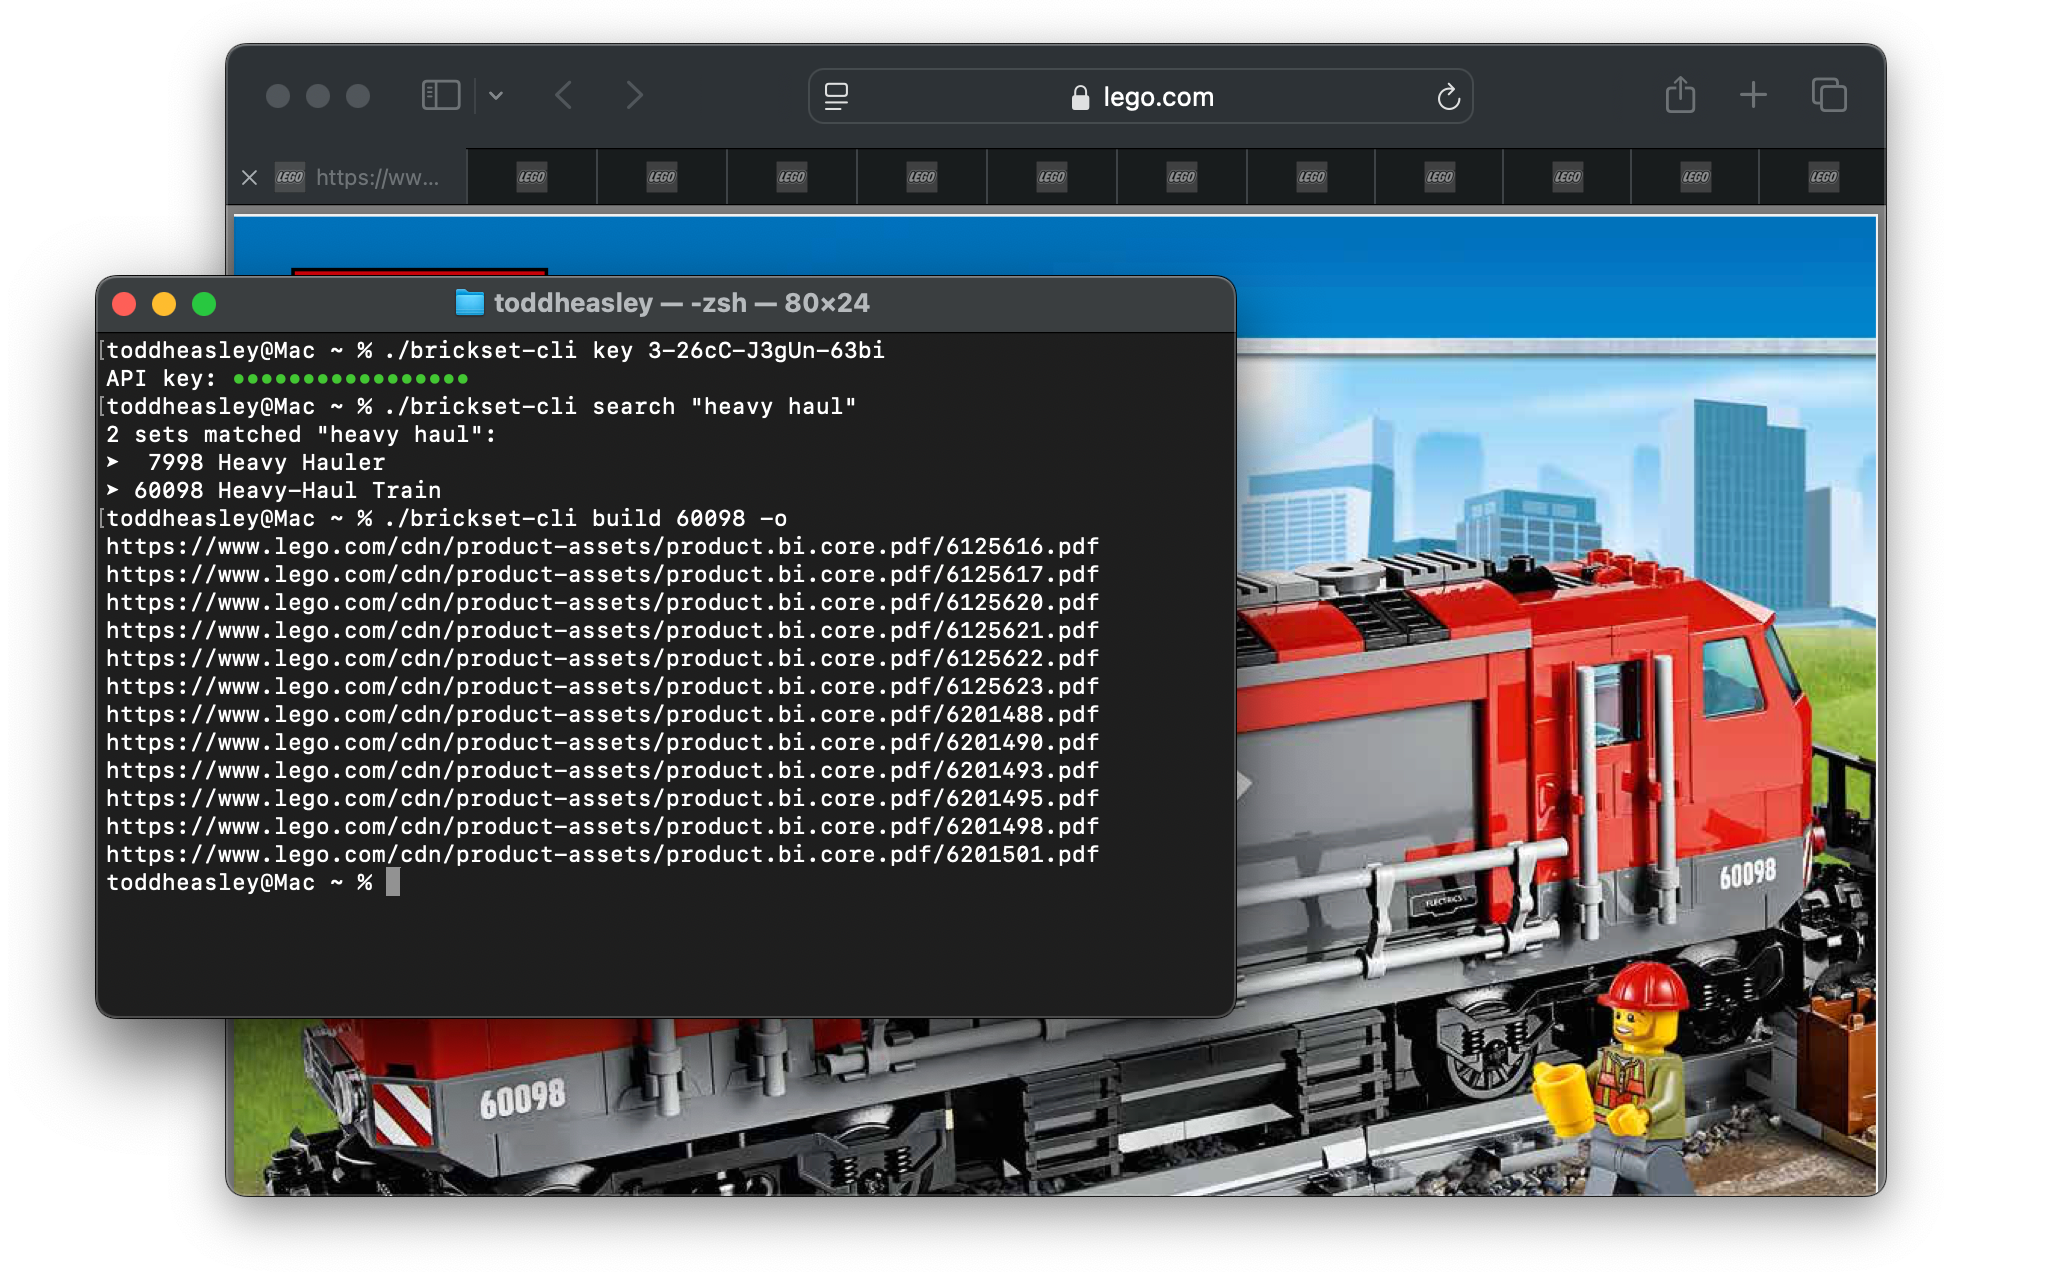 lego.com
LEGO https://ww... LEGO LEGO LEGO LEGO LEGO LEGO LEGO LEGO LEGO LEGO LEGO
toddheasley — -zsh — 80×24
[toddheasley@Mac ~ % ./brickset-cli key 3-26cC-J3gUn-63bi
API key: •••••••••••••••••
[toddheasley@Mac ~ % ./brickset-cli search "heavy haul"
2 sets matched "heavy haul":
➤  7998 Heavy Hauler
➤ 60098 Heavy-Haul Train
[toddheasley@Mac ~ % ./brickset-cli build 60098 -o
https://www.lego.com/cdn/product-assets/product.bi.core.pdf/6125616.pdf
https://www.lego.com/cdn/product-assets/product.bi.core.pdf/6125617.pdf
https://www.lego.com/cdn/product-assets/product.bi.core.pdf/6125620.pdf
https://www.lego.com/cdn/product-assets/product.bi.core.pdf/6125621.pdf
https://www.lego.com/cdn/product-assets/product.bi.core.pdf/6125622.pdf
https://www.lego.com/cdn/product-assets/product.bi.core.pdf/6125623.pdf
https://www.lego.com/cdn/product-assets/product.bi.core.pdf/6201488.pdf
https://www.lego.com/cdn/product-assets/product.bi.core.pdf/6201490.pdf
https://www.lego.com/cdn/product-assets/product.bi.core.pdf/6201493.pdf
https://www.lego.com/cdn/product-assets/product.bi.core.pdf/6201495.pdf
https://www.lego.com/cdn/product-assets/product.bi.core.pdf/6201498.pdf
https://www.lego.com/cdn/product-assets/product.bi.core.pdf/6201501.pdf
toddheasley@Mac ~ %
60098
ELECTRICS
60098